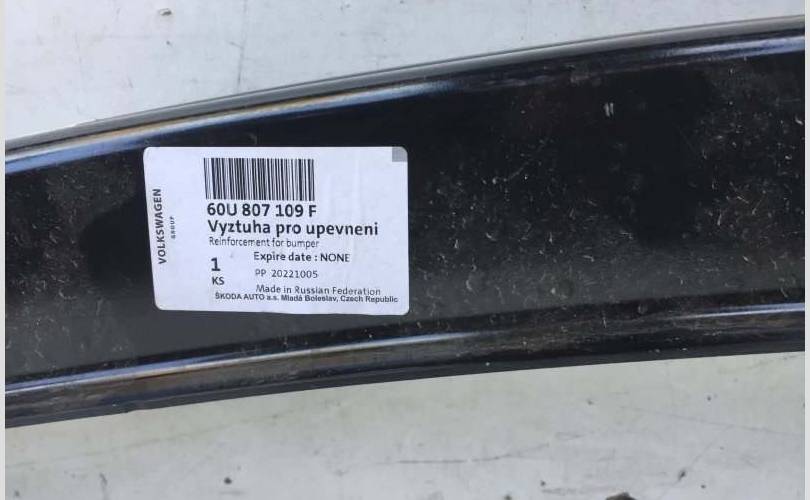 VOLKSWAGEN
GROUP
60U 807 109 F
Vyztuha pro upevneni
Reinforcement for bumper
1
KS
Expire date : NONE
PP 20221005
Made in Russian Federation
ŠKODA AUTO a.s. Mladá Boleslav, Czech Republic